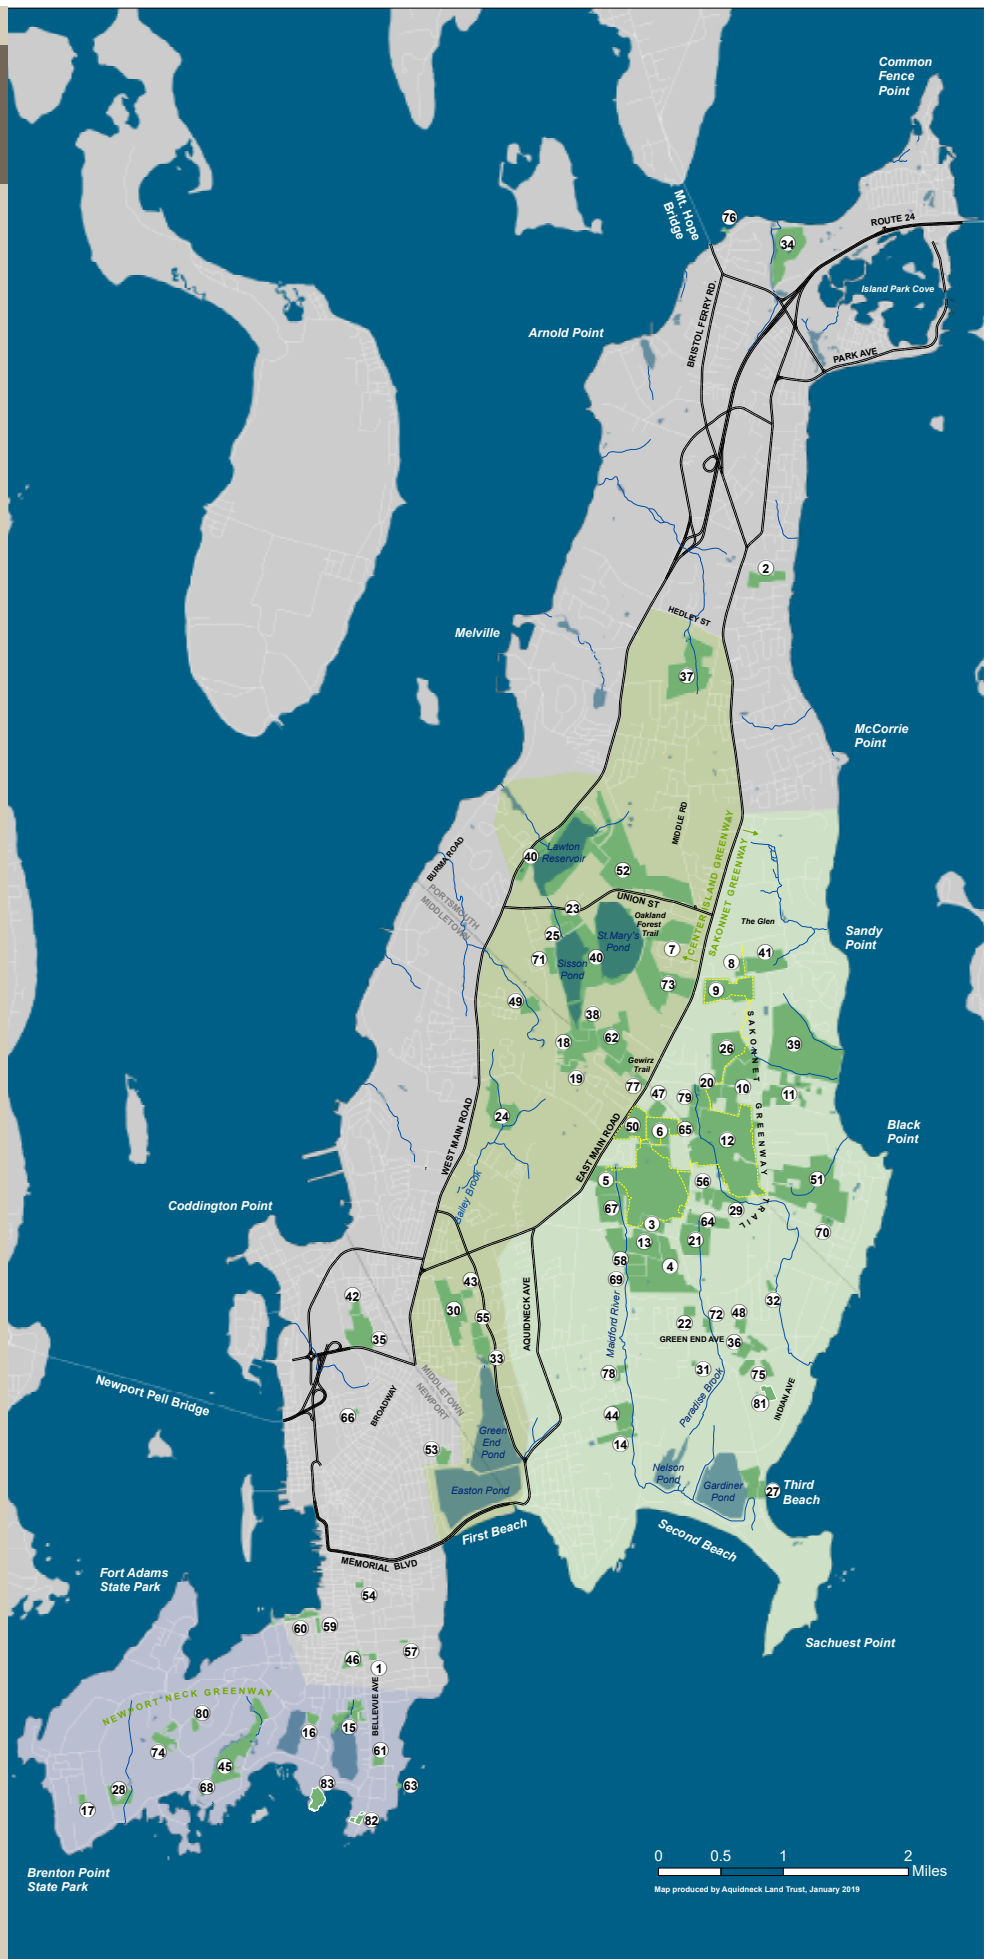 Common
Fence
Point
Mt. Hope
Bridge
76
34
ROUTE 24
Island Park Cove
Arnold Point
BRISTOL FERRY RD.
PARK AVE
2
HEDLEY ST
Melville
37
McCorrie
Point
MIDDLE RD
CENTER ISLAND GREENWAY
SAKONNET GREENWAY
BURMA ROAD
PORTSMOUTH
MIDDLETOWN
40
Lawton
Reservoir
52
UNION ST
23
Oakland
Forest
Trail
The Glen
25
St.Mary's
Pond
7
Sandy
Point
71
Sisson
Pond
40
8
41
73
9
49
38
SAKONNET GREENWAY TRAIL
18
62
26
39
Gewirz
Trail
19
77
47
79
20
10
11
24
WEST MAIN ROAD
EAST MAIN ROAD
50
6
65
12
Black
Point
Bailey Brook
5
56
51
67
29
Coddington Point
3
64
70
13
21
58
4
69
43
42
30
55
AQUIDNECK AVE
Maidford River
32
72
48
22
GREEN END AVE
36
35
33
MIDDLETOWN
NEWPORT
78
31
75
Newport Pell Bridge
BROADWAY
Paradise Brook
81
INDIAN AVE
66
44
53
Green
End
Pond
14
Nelson
Pond
Gardiner
Pond
27
Third
Beach
Easton Pond
First Beach
Second Beach
MEMORIAL BLVD
Fort Adams
State Park
54
60
59
57
46
1
Sachuest Point
NEWPORT NECK GREENWAY
BELLEVUE AVE
80
16
15
74
61
45
68
83
63
28
17
82
Brenton Point
State Park
0
0.5
1
2
Miles
Map produced by Aquidneck Land Trust, January 2019